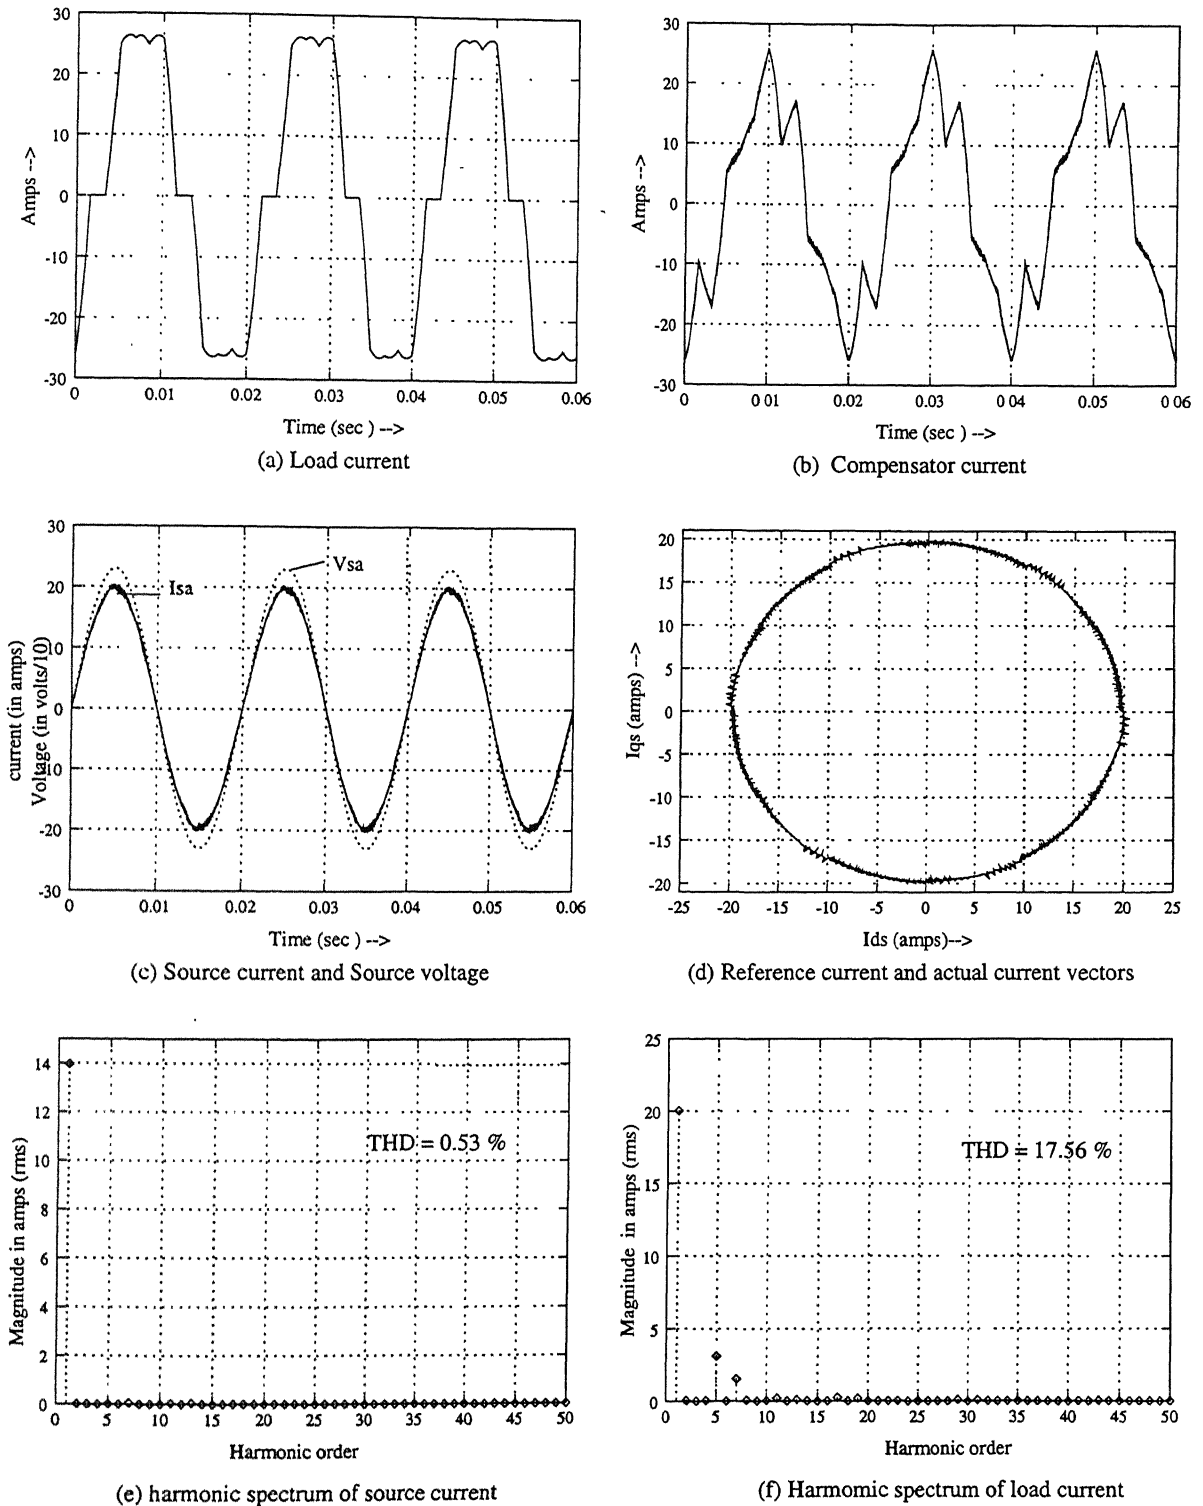 30
20
10
0
-10
-20
-30
Amps -->
0 0.01 0.02 0.03 0.04 0.05 0.06
Time (sec ) -->
(a) Load current
30
20
10
0
-10
-20
-30
Amps -->
0 0 01 0.02 0.03 0 04 0.05 0 06
Time (sec ) -->
(b) Compensator current
30
20
10
0
-10
-20
-30
current (in amps)
Voltage (in volts/10)
Isa
Vsa
0 0.01 0.02 0.03 0.04 0.05 0.06
Time (sec ) -->
(c) Source current and Source voltage
20
15
10
5
0
-5
-10
-15
-20
Iqs (amps) -->
-25 -20 -15 -10 -5 0 5 10 15 20 25
Ids (amps)-->
(d) Reference current and actual current vectors
14
12
10
8
6
4
2
0
Magnitude in amps (rms)
THD = 0.53 %
0 5 10 15 20 25 30 35 40 45 50
Harmonic order
(e) harmonic spectrum of source current
25
20
15
10
5
0
Magnitude in amps (rms)
THD = 17.56 %
0 5 10 15 20 25 30 35 40 45 50
Harmonic order
(f) Harmomic spectrum of load current